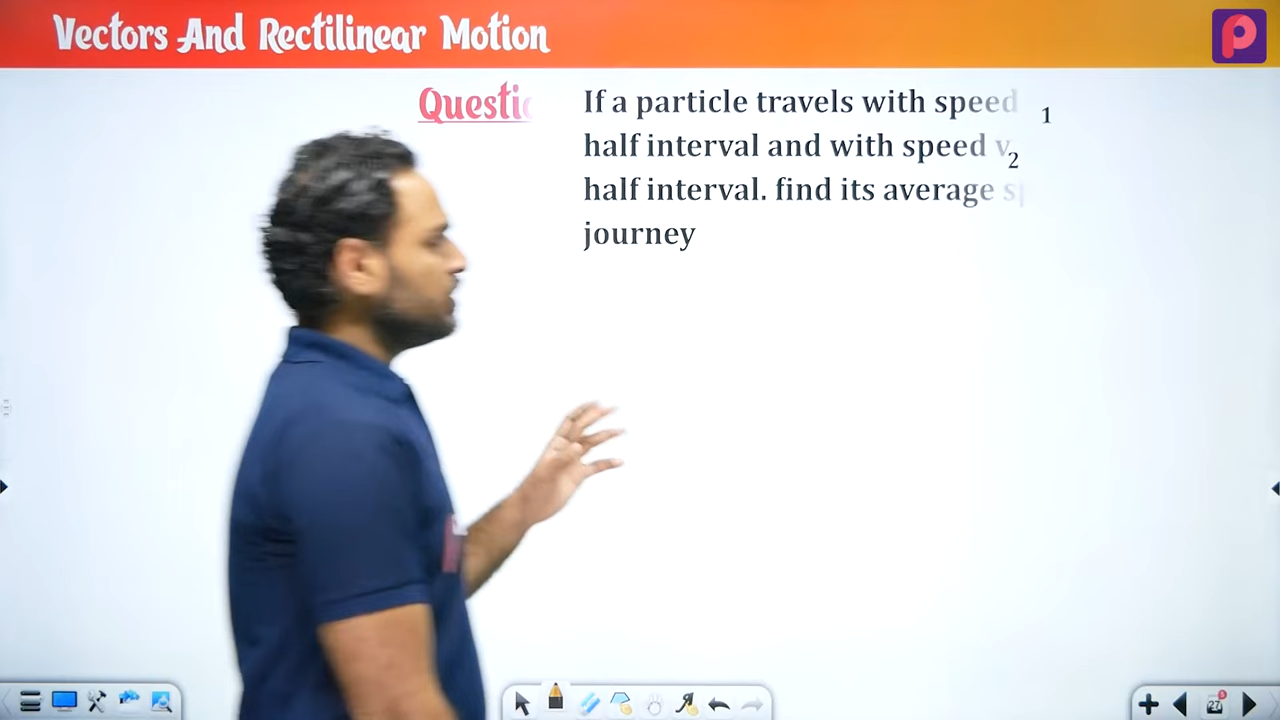 Vectors And Rectilinear Motion
If a particle travels with speed 1
half interval and with speed v2
half interval. find its average
journey
27